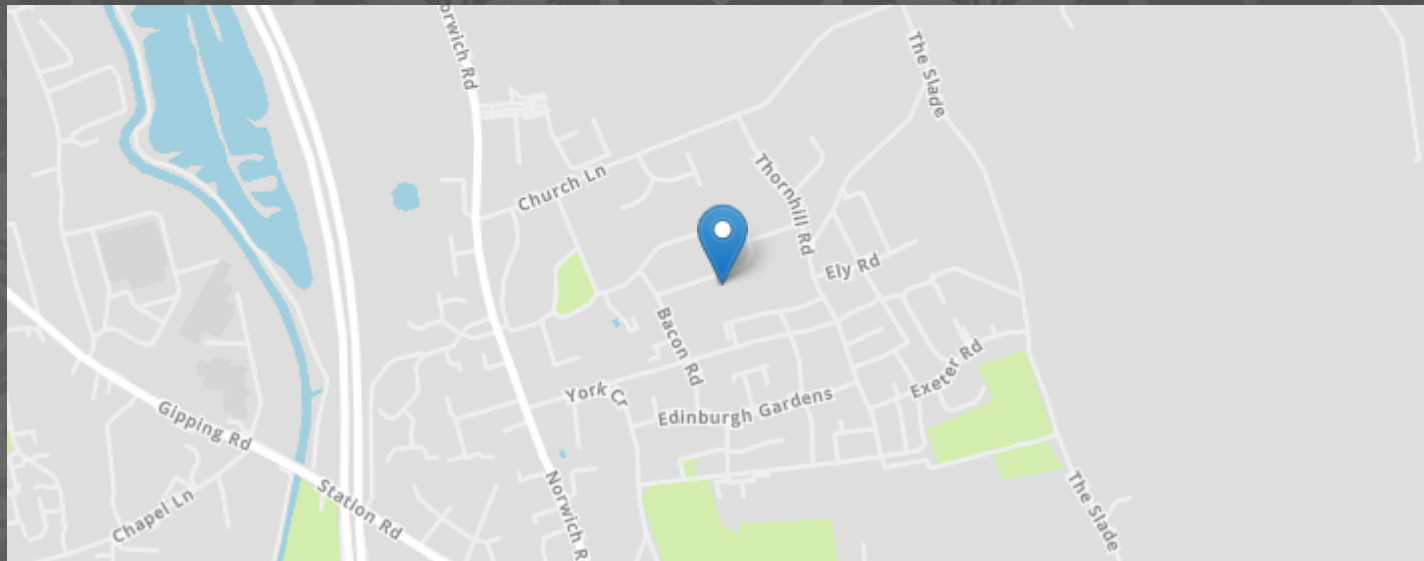 orwich Rd
The Slade
Church Ln
Thornhill Rd
Ely Rd
Bacon Rd
Exeter Rd
York Cr
Edinburgh Gardens
Gipping Rd
Station Rd
Chapel Ln
Norwich R
The Slade